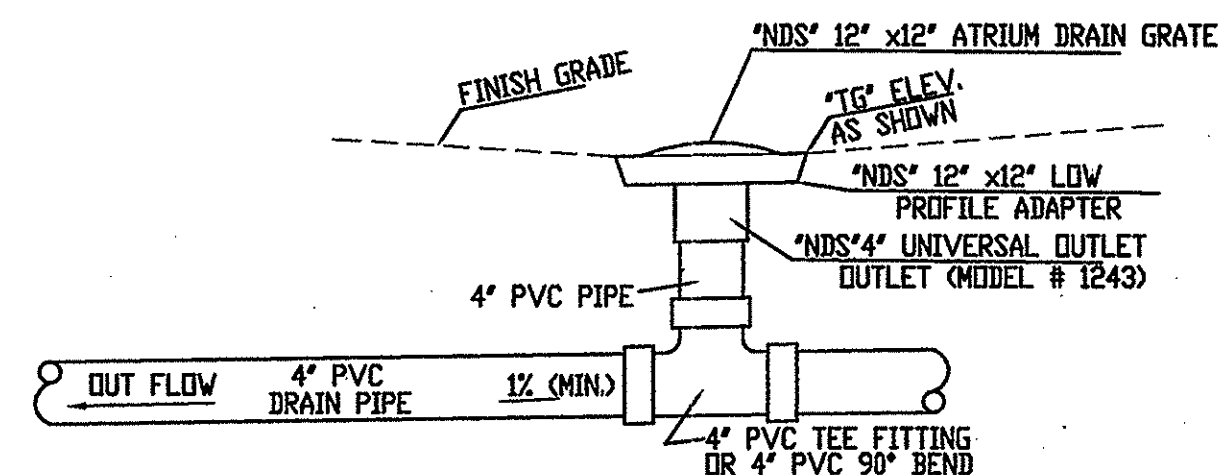 "NDS" 12" x12" ATRIUM DRAIN GRATE
FINISH GRADE
"TG" ELEV.
AS SHOWN
"NDS" 12" x12" LOW
PROFILE ADAPTER
"NDS"4" UNIVERSAL OUTLET
OUTLET (MODEL # 1243)
4" PVC PIPE
OUT FLOW
4" PVC
DRAIN PIPE
1% (MIN.)
4" PVC TEE FITTING
OR 4" PVC 90° BEND